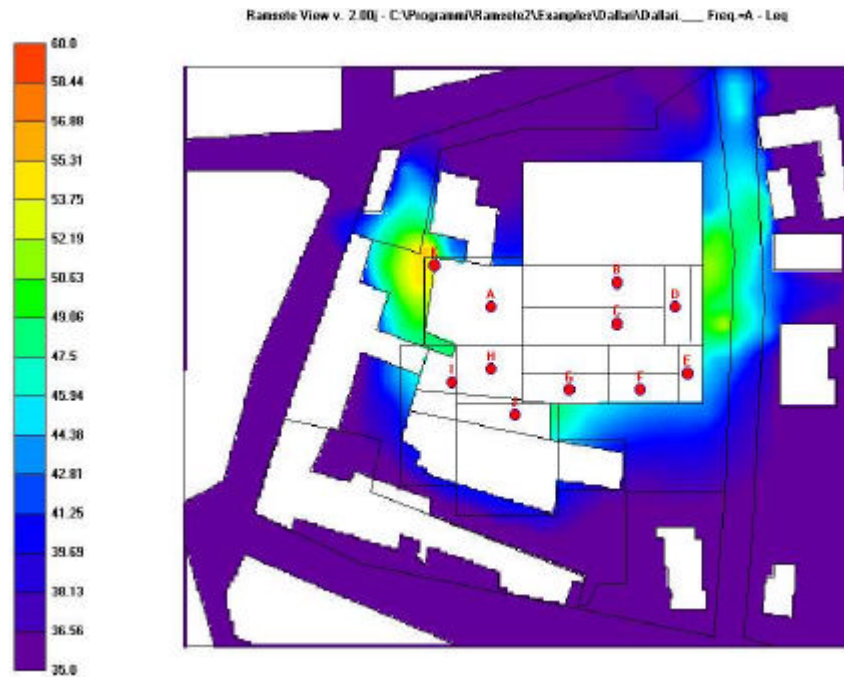 Ramsete View v. 2.00j - C:\Programmi\Ramsete2\Examples\Dallari\Dallari.___ Freq.=A - Leq
60.0
58.44
56.88
55.31
53.75
52.19
50.63
49.06
47.5
45.94
44.38
42.81
41.25
39.69
38.13
36.56
35.0
K
B
A
D
C
H
E
I
G
F
J